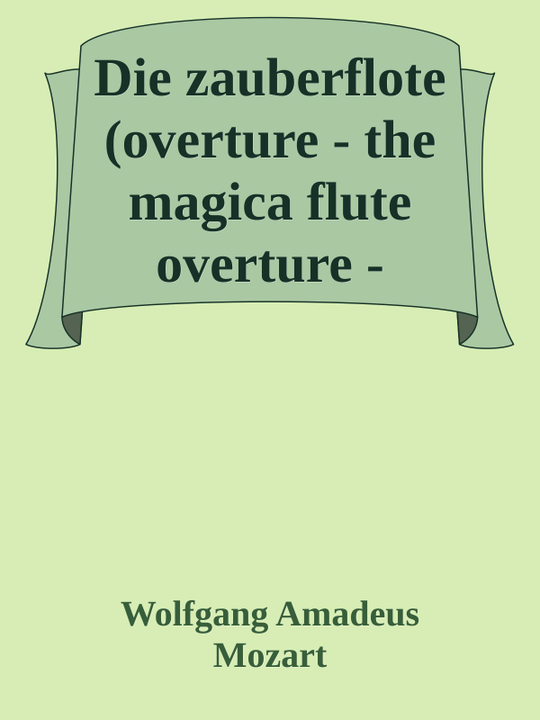 Die zauberflote
(overture - the
magica flute
overture -
Wolfgang Amadeus
Mozart